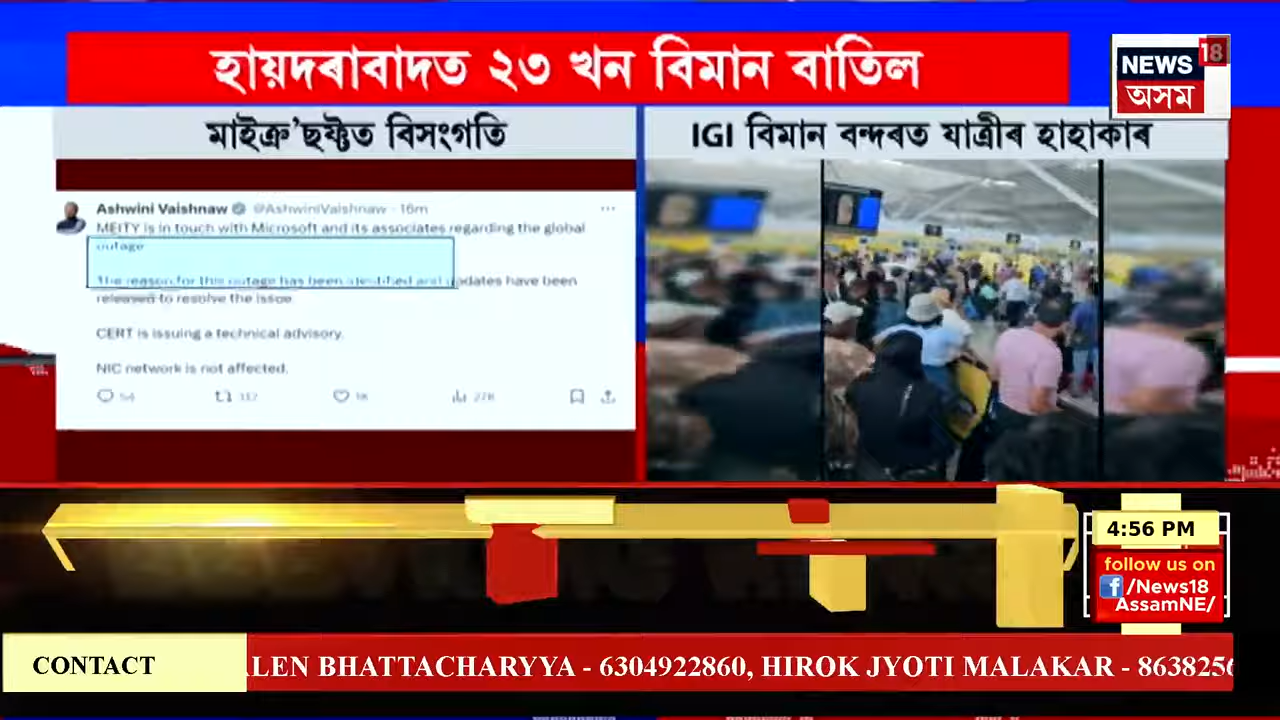 হায়দৰাবাদত ২৩ খন বিমান বাতিল
NEWS 18
অসম
মাইক্ৰ'ছফ্টত বিসংগতি
IGI বিমান বন্দৰত যাত্ৰীৰ হাহাকাৰ
Ashwini Vaishnaw @AshwiniVaishnaw · 16m
MEITY is in touch with Microsoft and its associates regarding the global
outage.
The reason for this outage has been identified and updates have been
released to resolve the issue.
CERT is issuing a technical advisory.
NIC network is not affected.
54
4:56 PM
follow us on
f /News18
AssamNE/
CONTACT
ALEN BHATTACHARYYA - 6304922860, HIROK JYOTI MALAKAR - 863825